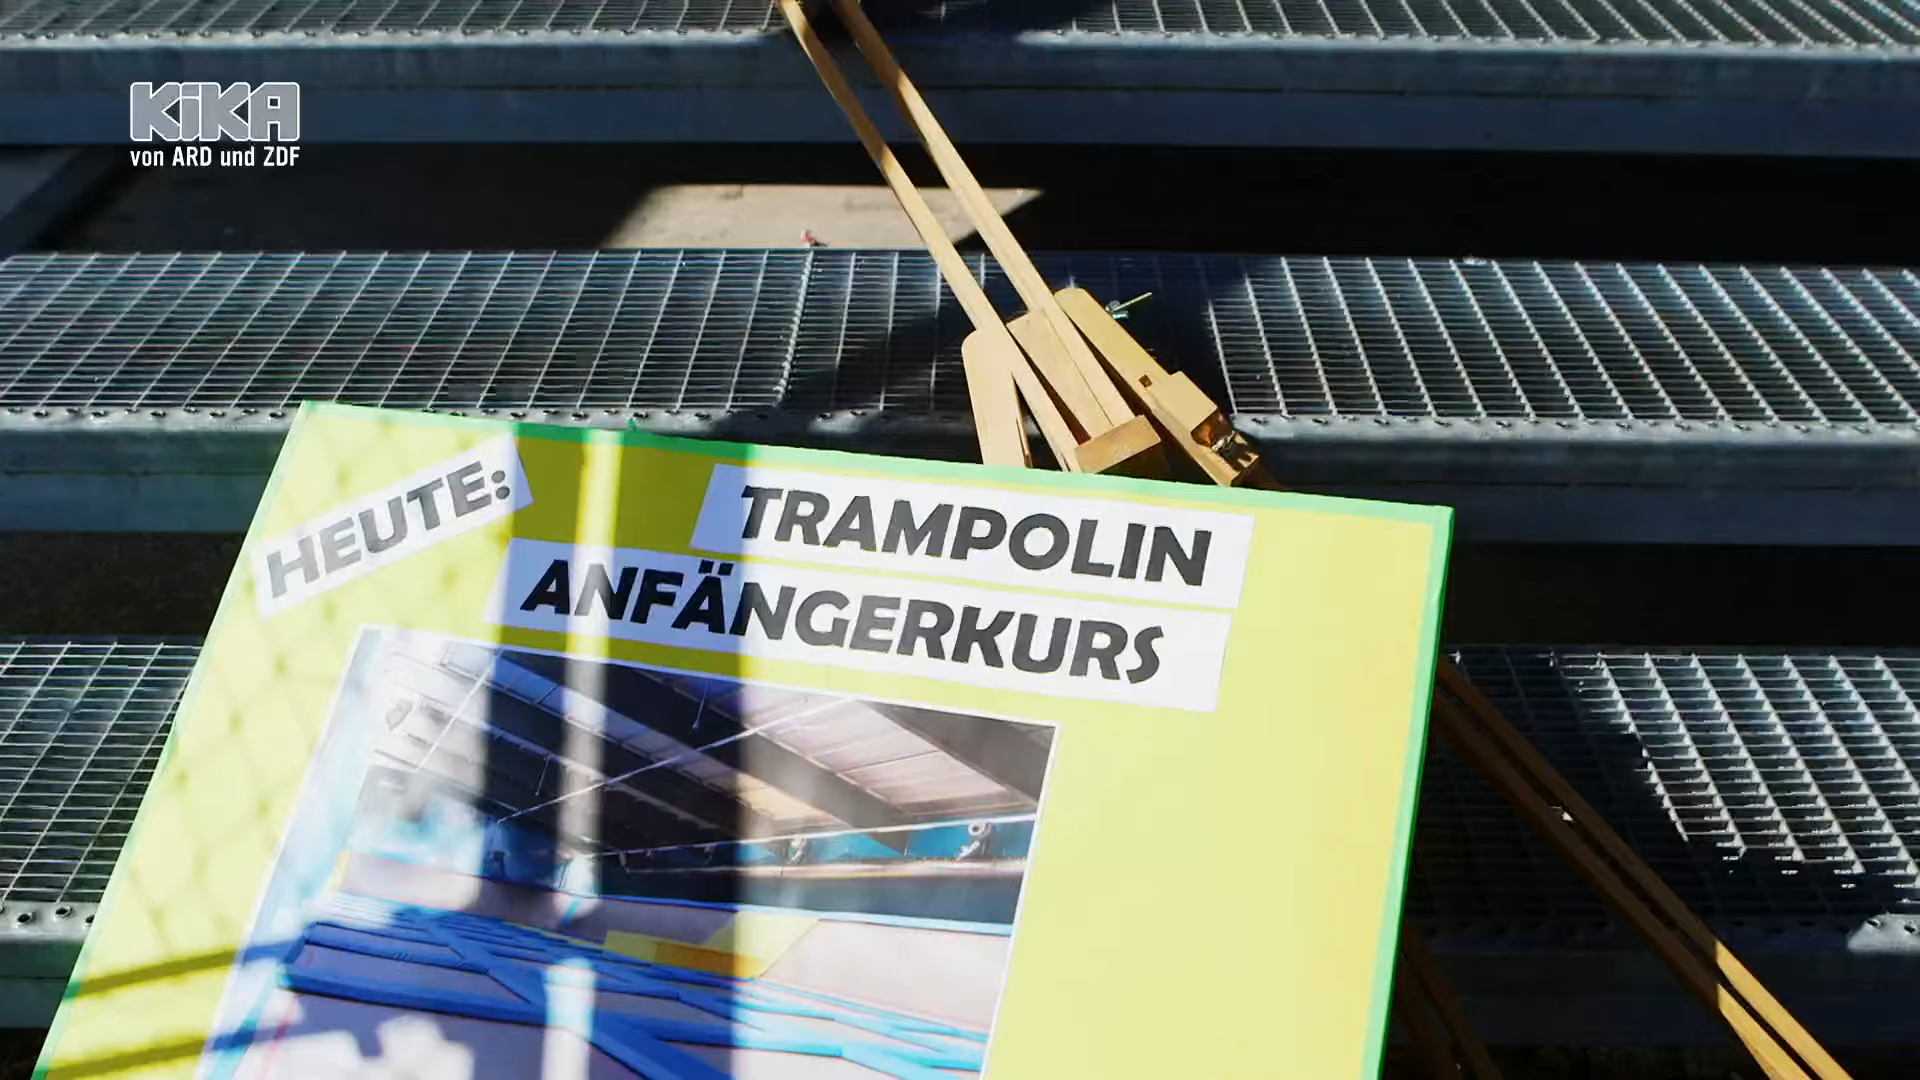 KiKA
von ARD und ZDF
HEUTE:
TRAMPOLIN
ANFÄNGERKURS